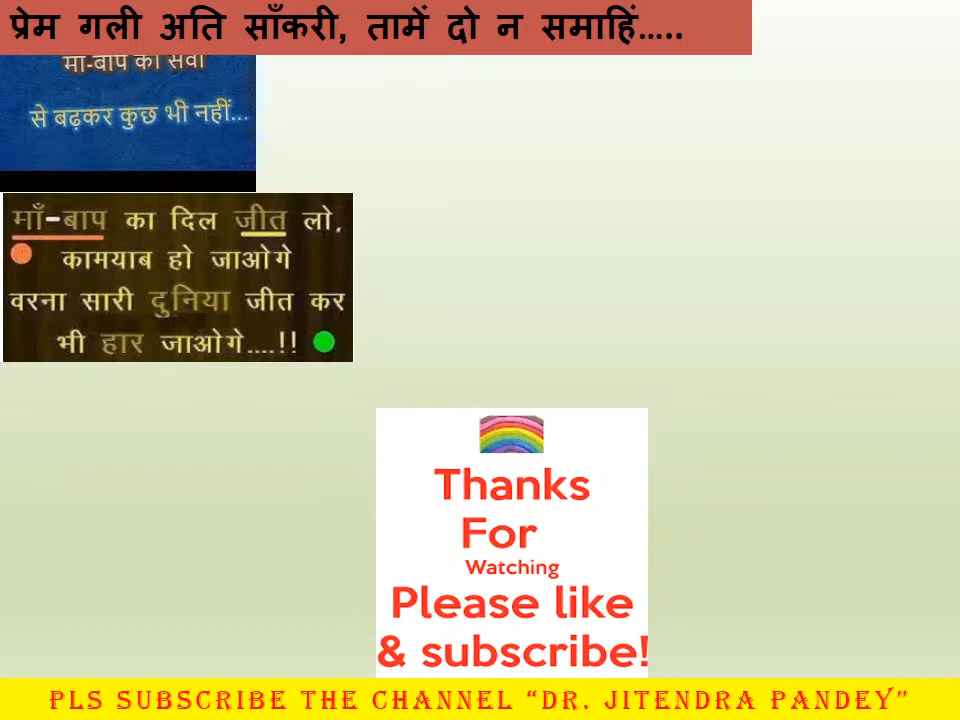 प्रेम गली अति साँकरी, तामें दो न समाहिं…..
माँ-बाप की सेवा
से बढ़कर कुछ भी नहीं...
माँ-बाप का दिल जीत लो,
कामयाब हो जाओगे
वरना सारी दुनिया जीत कर
भी हार जाओगे....!!
Thanks
For
Watching
Please like
& subscribe!
PLS SUBSCRIBE THE CHANNEL “DR. JITENDRA PANDEY”